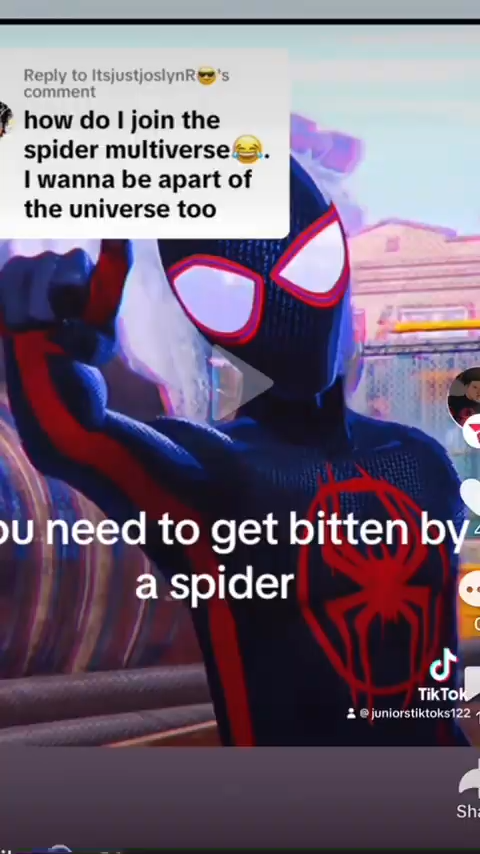 Reply to ItsjustjoslynR😎's
comment
how do I join the
spider multiverse😂.
I wanna be apart of
the universe too
ou need to get bitten by
a spider
TikTok
@juniorstiktoks122